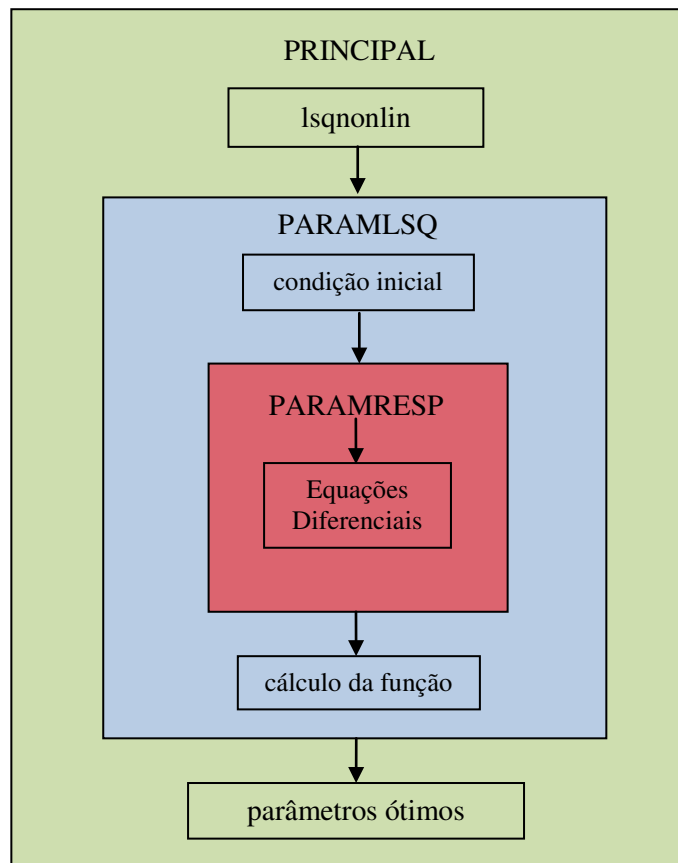 PRINCIPAL
lsqnonlin
PARAMLSQ
condição inicial
PARAMRESP
Equações
Diferenciais
cálculo da função
parâmetros ótimos